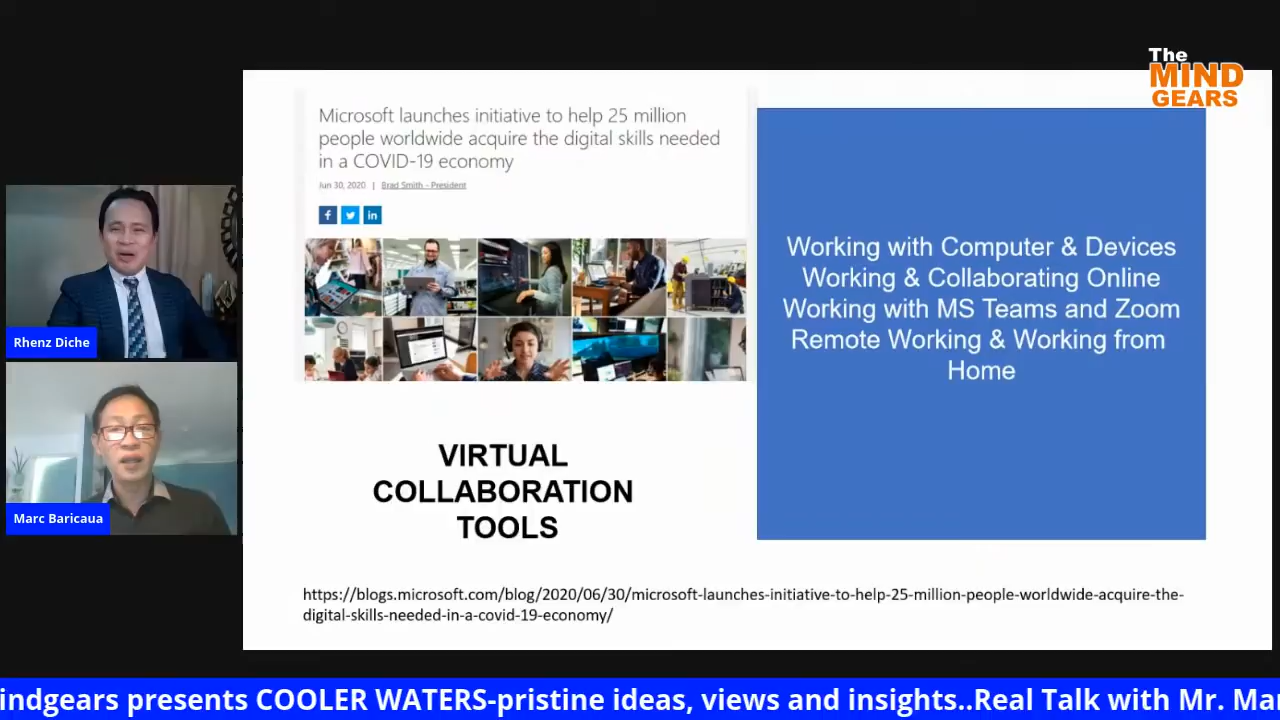 The
MIND
GEARS
Microsoft launches initiative to help 25 million
people worldwide acquire the digital skills needed
in a COVID-19 economy
Jun 30, 2020 | Brad Smith - President
Working with Computer & Devices
Working & Collaborating Online
Working with MS Teams and Zoom
Remote Working & Working from
Home
Rhenz Diche
Marc Baricaua
VIRTUAL
COLLABORATION
TOOLS
https://blogs.microsoft.com/blog/2020/06/30/microsoft-launches-initiative-to-help-25-million-people-worldwide-acquire-the-
digital-skills-needed-in-a-covid-19-economy/
indgears presents COOLER WATERS-pristine ideas, views and insights..Real Talk with Mr. Ma